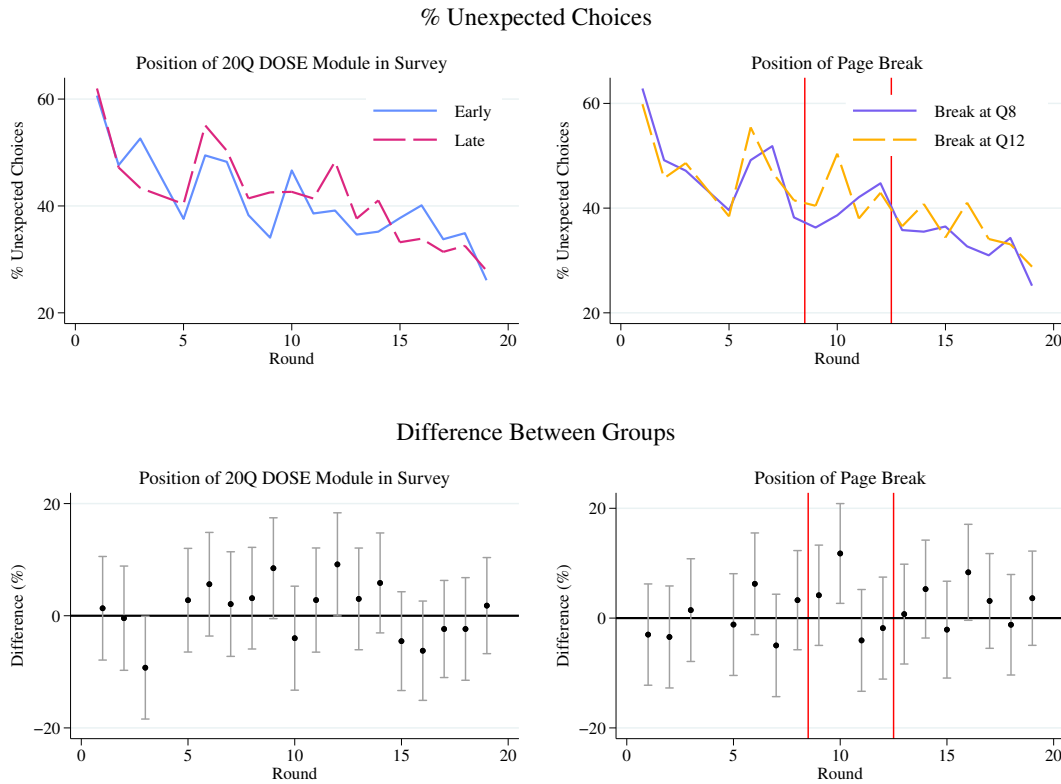 % Unexpected Choices
Position of 20Q DOSE Module in Survey
% Unexpected Choices
60
40
20
0
5
10
15
20
Round
Early
Late
Position of Page Break
% Unexpected Choices
60
40
20
0
5
10
15
20
Round
Break at Q8
Break at Q12
Difference Between Groups
Position of 20Q DOSE Module in Survey
Difference (%)
20
0
−20
0
5
10
15
20
Round
Position of Page Break
Difference (%)
20
0
−20
0
5
10
15
20
Round